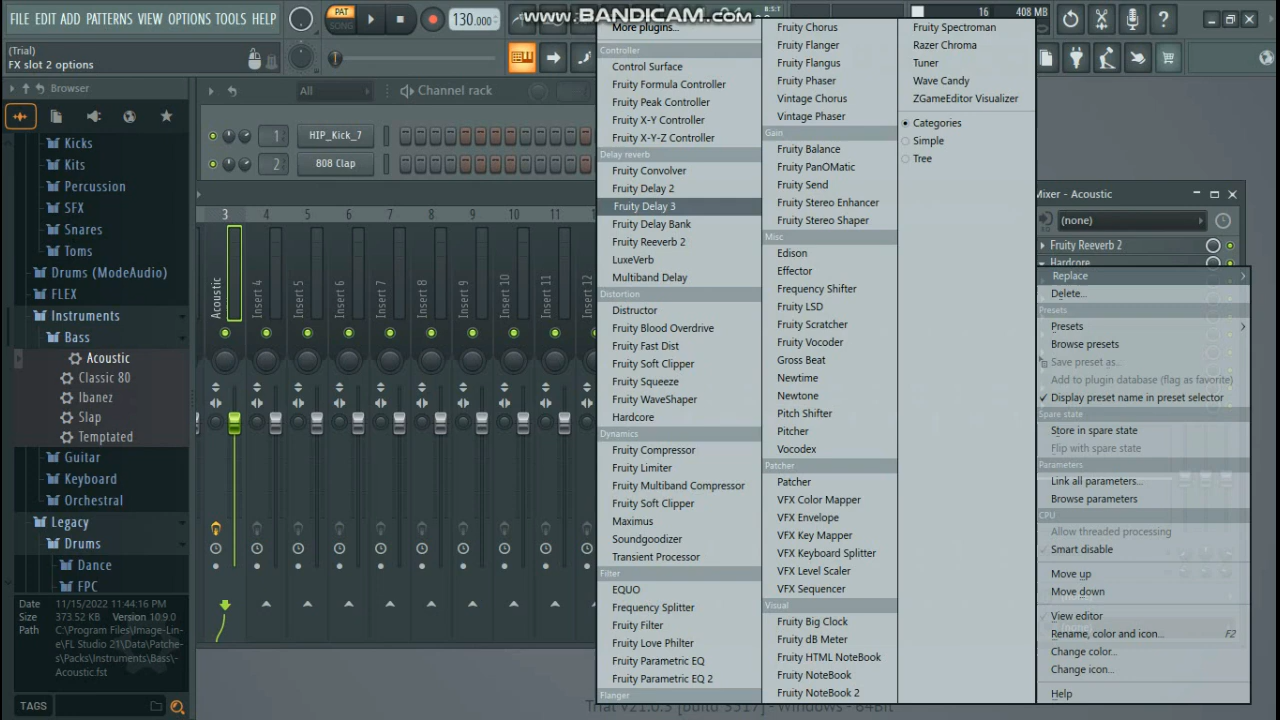 FILE EDIT ADD PATTERNS VIEW OPTIONS TOOLS HELP
PAT
SONG
130.000
www.BANDICAM.com
B:S:T
16
408 MB
(Trial)
FX slot 2 options
Browser
All
Channel rack
Kicks
Kits
Percussion
SFX
Snares
Toms
Drums (ModeAudio)
FLEX
Instruments
Bass
Acoustic
Classic 80
Ibanez
Slap
Temptated
Guitar
Keyboard
Orchestral
Legacy
Drums
Dance
FPC
Date 11/15/2022 11:44:16 PM
Size 373.52 KB Version 10.9.0
Path C:\Program Files\Image-Lin
e\FL Studio 21\Data\Patche
s\Packs\Instruments\Bass\-
Acoustic.fst
TAGS
1 HIP_Kick_7
2 808 Clap
3 4 5 6 7 8 9 10 11 12
Acoustic
Insert 4
Insert 5
Insert 6
Insert 7
Insert 8
Insert 9
Insert 10
Insert 11
More plugins...
Controller
Control Surface
Fruity Formula Controller
Fruity Peak Controller
Fruity X-Y Controller
Fruity X-Y-Z Controller
Delay reverb
Fruity Convolver
Fruity Delay 2
Fruity Delay 3
Fruity Delay Bank
Fruity Reeverb 2
LuxeVerb
Multiband Delay
Distortion
Distructor
Fruity Blood Overdrive
Fruity Fast Dist
Fruity Soft Clipper
Fruity Squeeze
Fruity WaveShaper
Hardcore
Dynamics
Fruity Compressor
Fruity Limiter
Fruity Multiband Compressor
Fruity Soft Clipper
Maximus
Soundgoodizer
Transient Processor
Filter
EQUO
Frequency Splitter
Fruity Filter
Fruity Love Philter
Fruity Parametric EQ
Fruity Parametric EQ 2
Flanger
Fruity Chorus
Fruity Flanger
Fruity Flangus
Fruity Phaser
Vintage Chorus
Vintage Phaser
Gain
Fruity Balance
Fruity PanOMatic
Fruity Send
Fruity Stereo Enhancer
Fruity Stereo Shaper
Misc
Edison
Effector
Frequency Shifter
Fruity LSD
Fruity Scratcher
Fruity Vocoder
Gross Beat
Newtime
Newtone
Pitch Shifter
Pitcher
Vocodex
Patcher
Patcher
VFX Color Mapper
VFX Envelope
VFX Key Mapper
VFX Keyboard Splitter
VFX Level Scaler
VFX Sequencer
Visual
Fruity Big Clock
Fruity dB Meter
Fruity HTML NoteBook
Fruity NoteBook
Fruity NoteBook 2
Fruity Spectroman
Razer Chroma
Tuner
Wave Candy
ZGameEditor Visualizer
Categories
Simple
Tree
Mixer - Acoustic
(none)
Fruity Reeverb 2
Hardcore
Replace
Delete...
Presets
Presets
Browse presets
Save preset as...
Add to plugin database (flag as favorite)
Display preset name in preset selector
Spare state
Store in spare state
Flip with spare state
Parameters
Link all parameters...
Browse parameters
CPU
Allow threaded processing
Smart disable
Move up
Move down
View editor
Rename, color and icon... F2
Change color...
Change icon...
Help